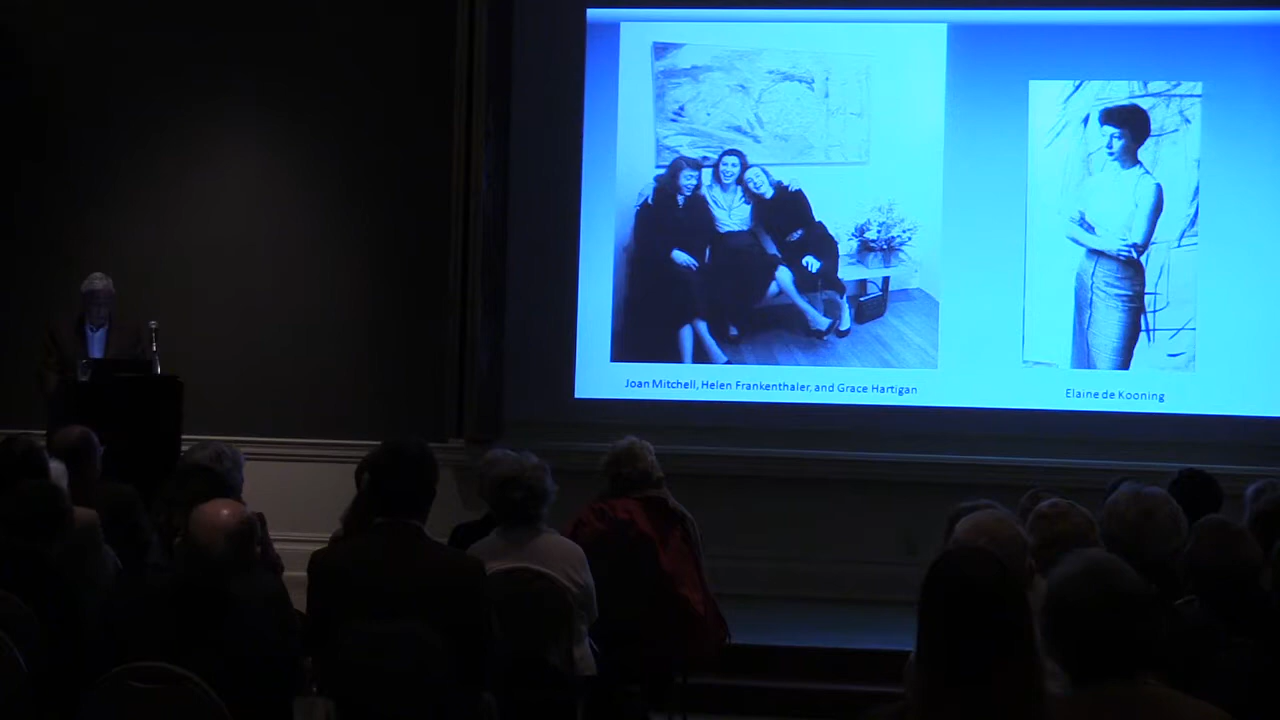 Joan Mitchell, Helen Frankenthaler, and Grace Hartigan
Elaine de Kooning